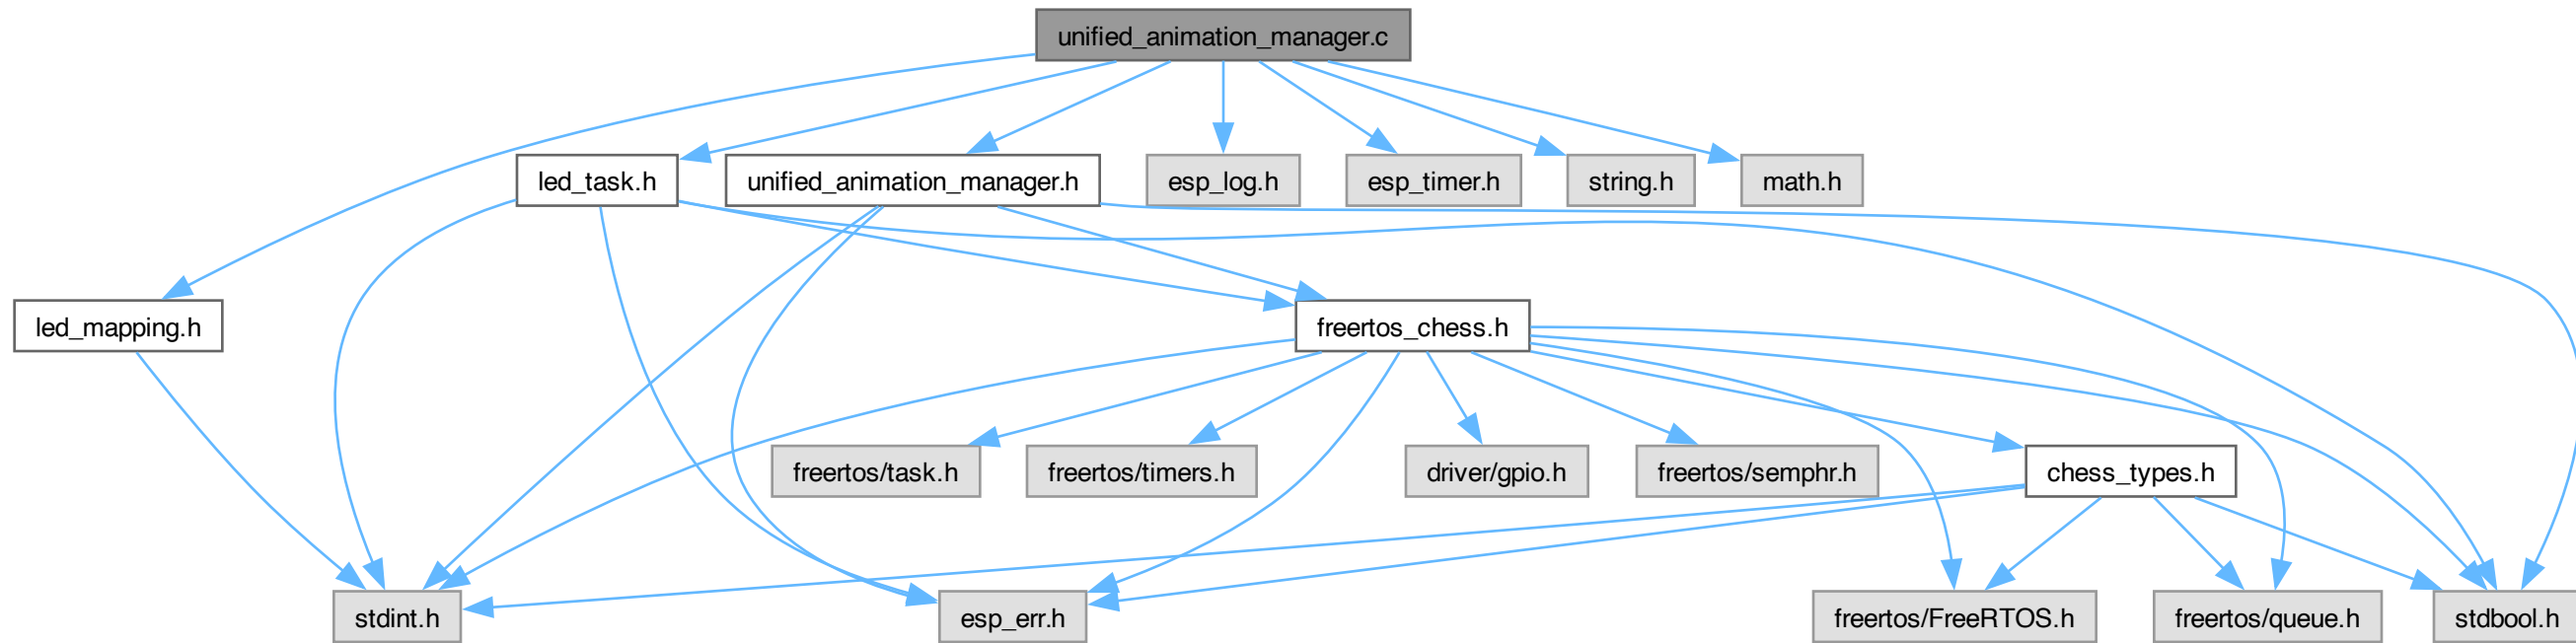 unified_animation_manager.c
led_task.h
unified_animation_manager.h
esp_log.h
esp_timer.h
string.h
math.h
led_mapping.h
freertos_chess.h
freertos/task.h
freertos/timers.h
driver/gpio.h
freertos/semphr.h
chess_types.h
stdint.h
esp_err.h
freertos/FreeRTOS.h
freertos/queue.h
stdbool.h